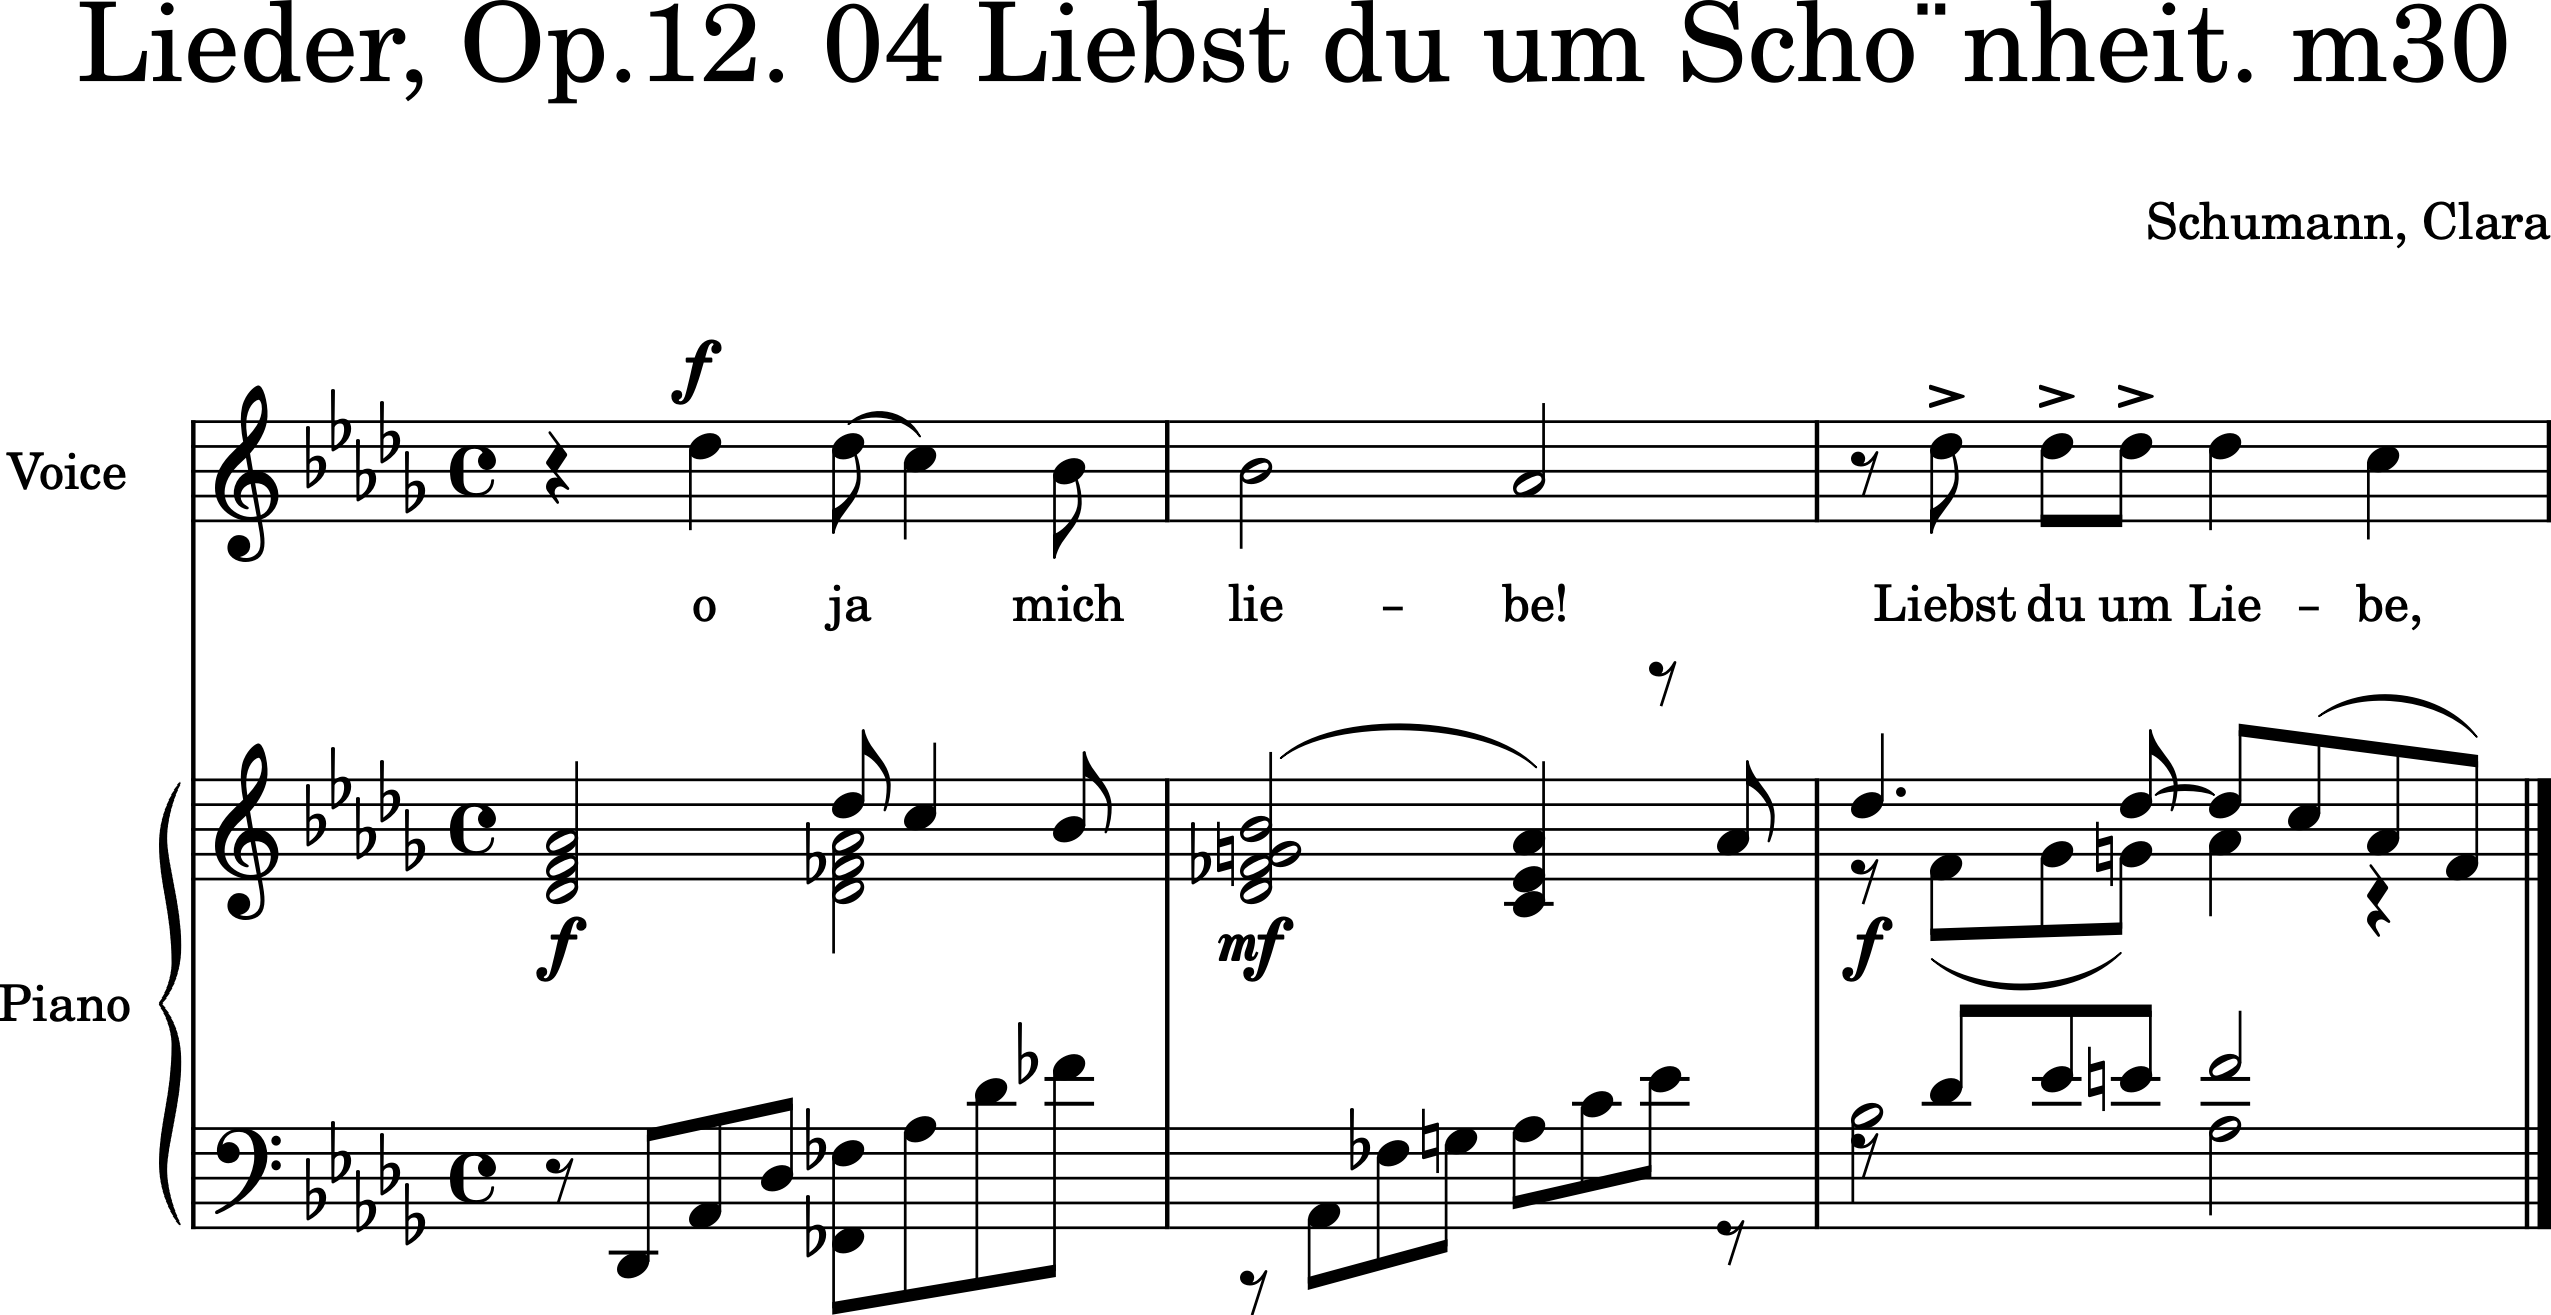 Lieder, Op.12. 04 Liebst du um Scho¨nheit. m30
Schumann, Clara
f
Voice
o ja mich lie – be! Liebst du um Lie – be,
f mf f
Piano